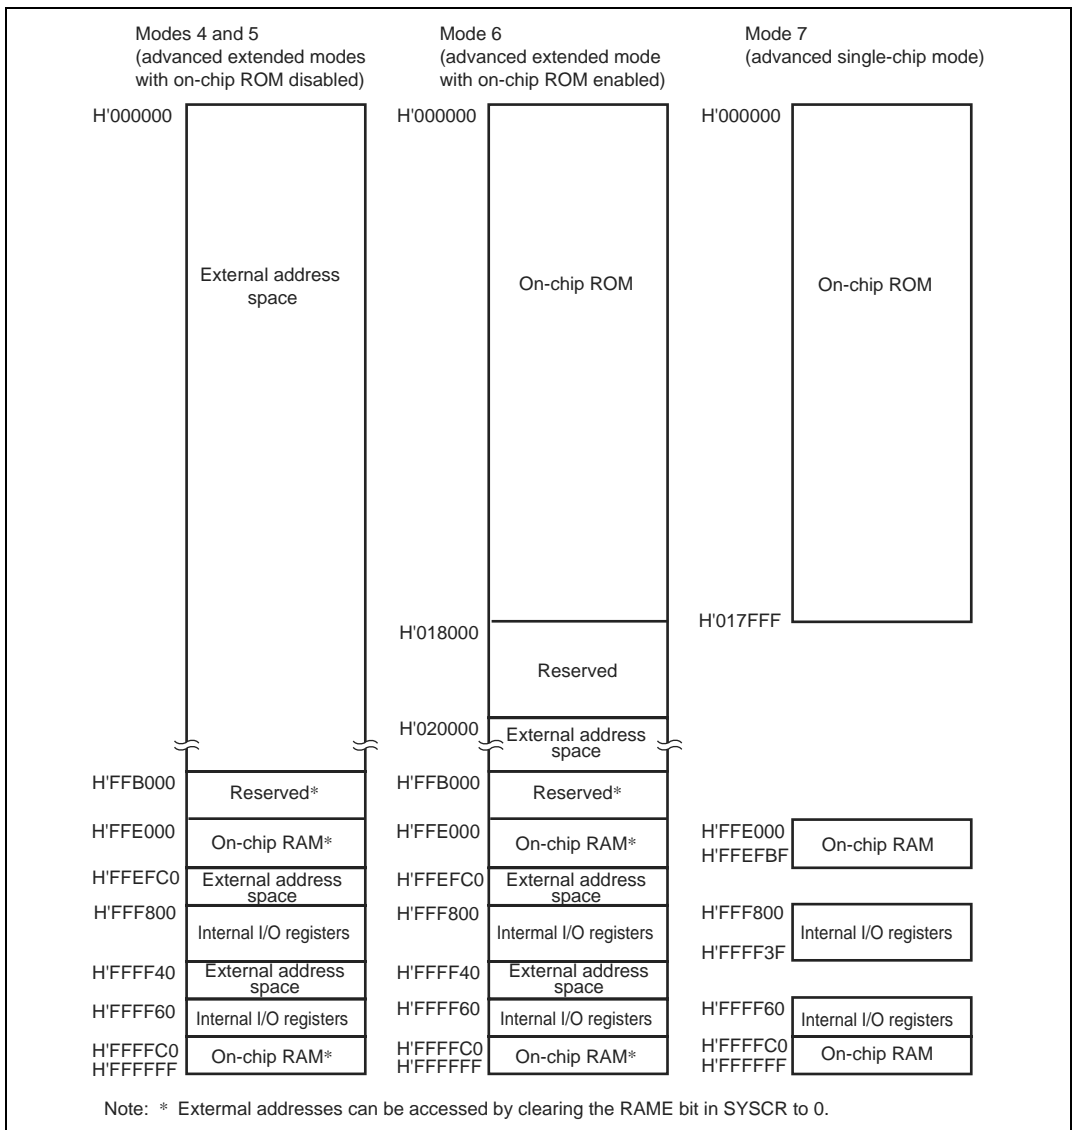 Modes 4 and 5
(advanced extended modes
with on-chip ROM disabled)
Mode 6
(advanced extended mode
with on-chip ROM enabled)
Mode 7
(advanced single-chip mode)
H'000000
External address
space
H'FFB000
Reserved*
H'FFE000
On-chip RAM*
H'FFEFC0
External address
space
H'FFF800
Internal I/O registers
H'FFFF40
External address
space
H'FFFF60
Internal I/O registers
H'FFFFC0
On-chip RAM*
H'FFFFFF
H'000000
On-chip ROM
H'018000
Reserved
H'020000
External address
space
H'FFB000
Reserved*
H'FFE000
On-chip RAM*
H'FFEFC0
External address
space
H'FFF800
Intermal I/O registers
H'FFFF40
External address
space
H'FFFF60
Internal I/O registers
H'FFFFC0
On-chip RAM*
H'FFFFFF
H'000000
On-chip ROM
H'017FFF
H'FFE000
On-chip RAM
H'FFEFBF
H'FFF800
Internal I/O registers
H'FFFF3F
H'FFFF60
Internal I/O registers
H'FFFFC0
On-chip RAM
H'FFFFFF
Note: * Extermal addresses can be accessed by clearing the RAME bit in SYSCR to 0.